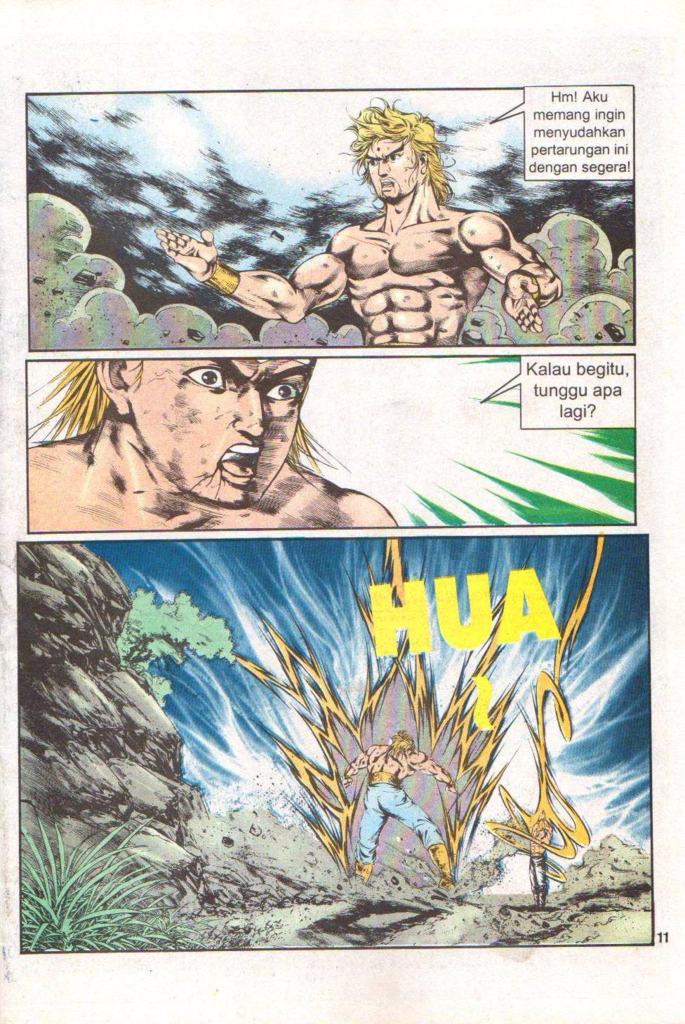 Hm! Aku
memang ingin
menyudahkan
pertarungan ini
dengan segera!
Kalau begitu,
tunggu apa
lagi?
HUA
~
11